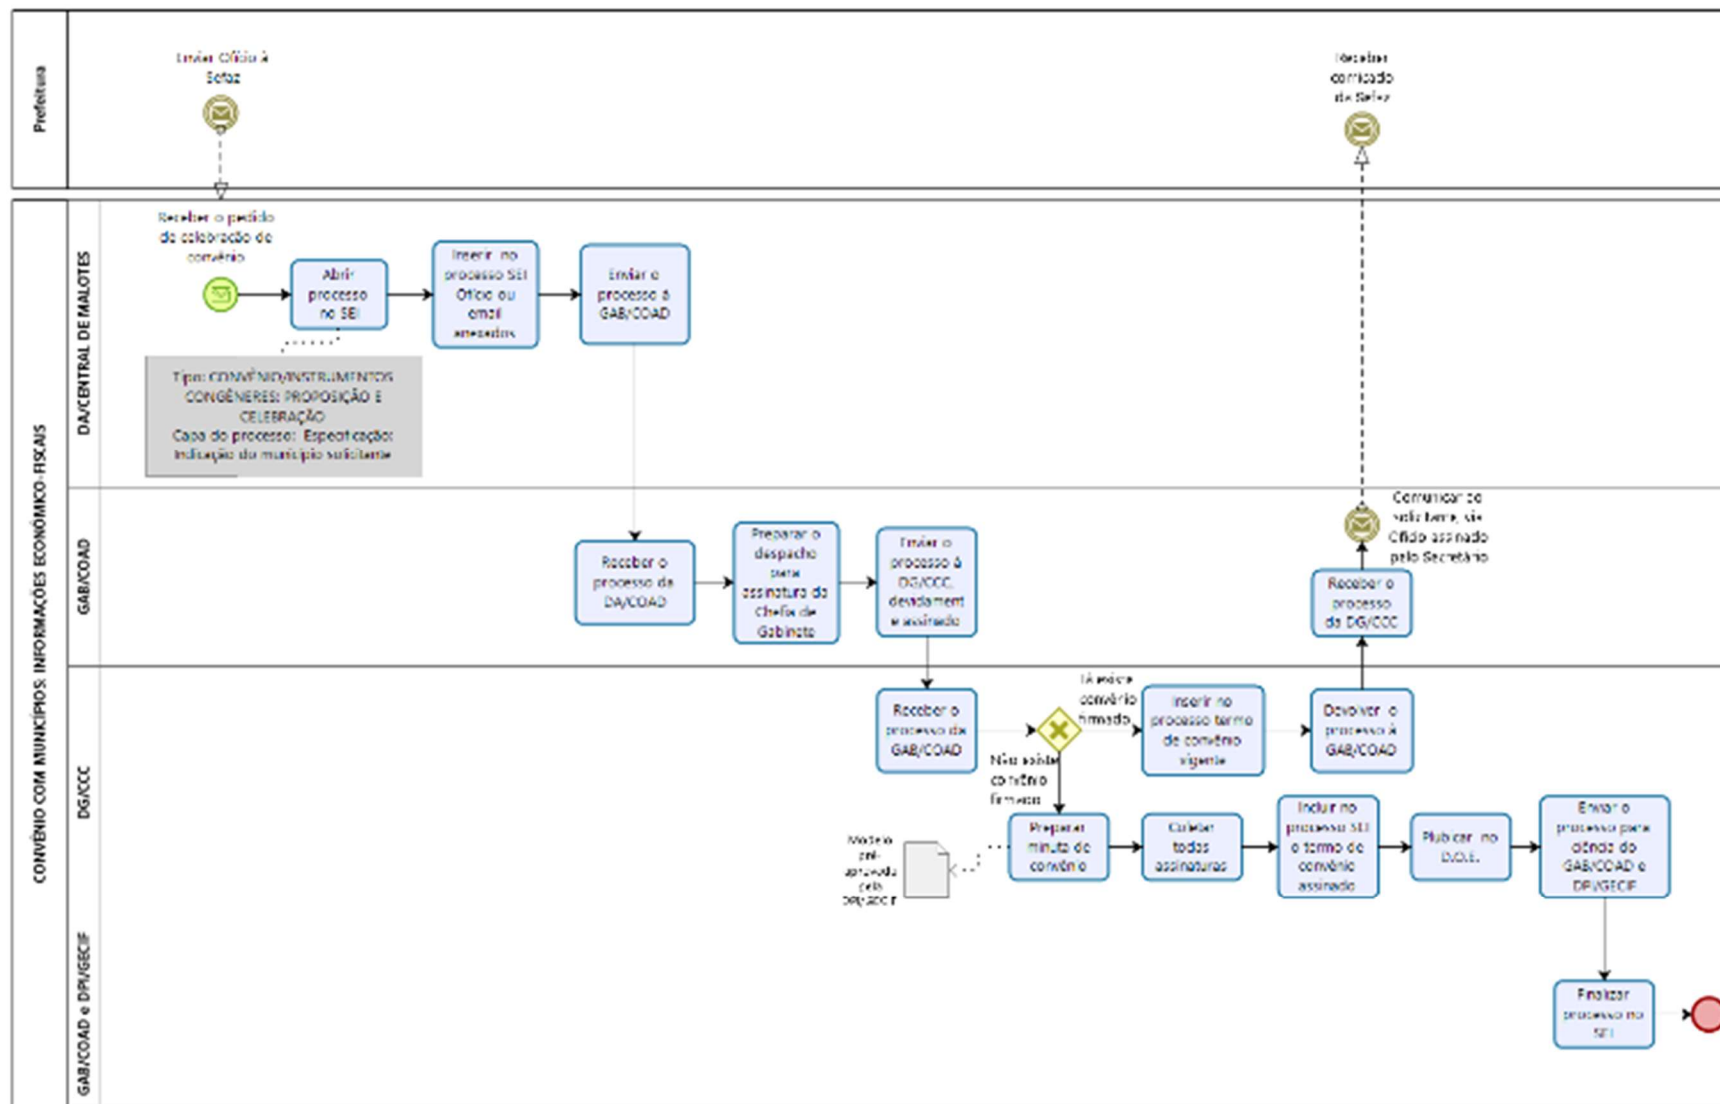 Prefeitura
Enviar Ofício à
Sefaz
Receber
comicado
da Sefaz
CONVÊNIO COM MUNICÍPIOS: INFORMAÇÕES ECONÔMICO-FISCAIS
DA/CENTRAL DE MALOTES
Receber o pedido
de celebração de
convênio
Abrir
processo
no SEI
Inserir no
processo SEI
Ofício ou
email
anexados
Enviar o
processo à
GAB/COAD
Tipo: CONVÊNIO/INSTRUMENTOS
CONGÊNERES: PROPOSIÇÃO E
CELEBRAÇÃO
Capa do processo: Especificação:
Indicação do município solicitante
GAB/COAD
Receber o
processo da
DA/COAD
Preparar o
despacho
para
assinatura da
Chefia de
Gabinete
Enviar o
processo à
DG/CCC,
devidament
e assinado
Comunicar ao
solicitante, via
Ofício assinado
pelo Secretário
Receber o
processo
da DG/CCC
DG/CCC
Receber o
processo da
GAB/COAD
Já existe
convênio
firmado
Inserir no
processo termo
de convênio
vigente
Devolver o
processo à
GAB/COAD
Não existe
convênio
firmado
Modelo
pré-
aprovado
pela
DPI/GECIF
Preparar
minuta de
convênio
Coletar
todas
assinaturas
Incluir no
processo SEI
o termo de
convênio
assinado
Plubicar no
D.O.E.
Enviar o
processo para
ciência do
GAB/COAD e
DPI/GECIF
GAB/COAD e DPI/GECIF
Finalizar
processo no
SEI